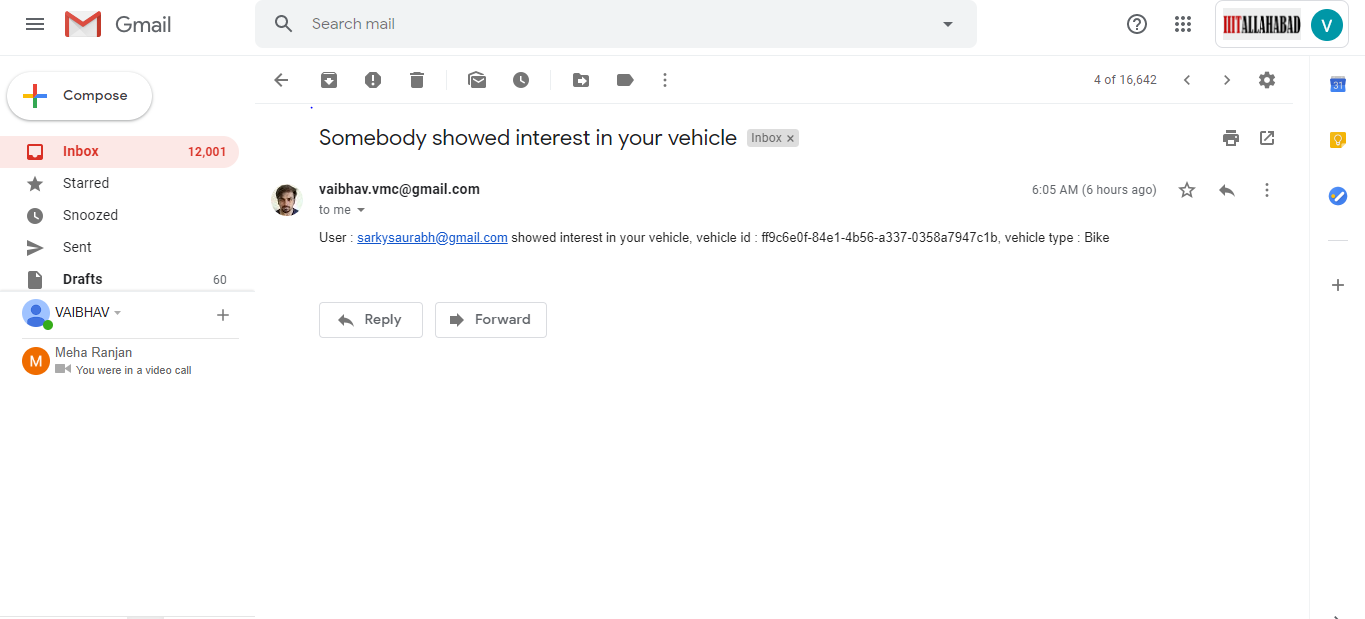 Gmail
Search mail
IIITALLAHABAD
V
Compose
4 of 16,642
31
Somebody showed interest in your vehicle
Inbox ×
Inbox 12,001
Starred
Snoozed
Sent
Drafts 60
vaibhav.vmc@gmail.com
6:05 AM (6 hours ago)
to me
User : sarkysaurabh@gmail.com showed interest in your vehicle, vehicle id : ff9c6e0f-84e1-4b56-a337-0358a7947c1b, vehicle type : Bike
Reply
Forward
VAIBHAV
M
Meha Ranjan
You were in a video call